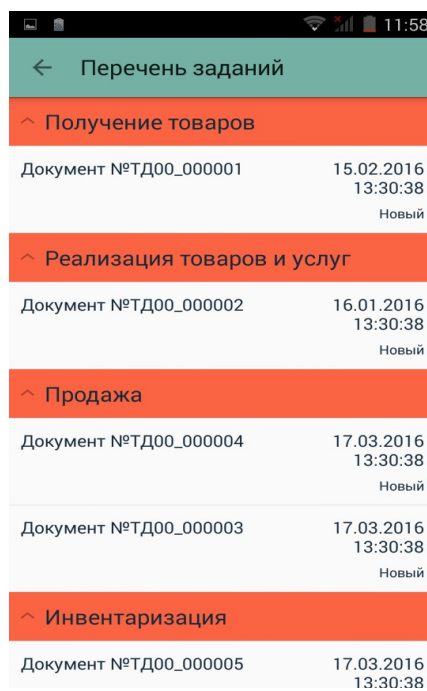 11:58
Перечень заданий
Получение товаров
Документ №ТД00_000001 15.02.2016
13:30:38
Новый
Реализация товаров и услуг
Документ №ТД00_000002 16.01.2016
13:30:38
Новый
Продажа
Документ №ТД00_000004 17.03.2016
13:30:38
Новый
Документ №ТД00_000003 17.03.2016
13:30:38
Новый
Инвентаризация
Документ №ТД00_000005 17.03.2016
13:30:38